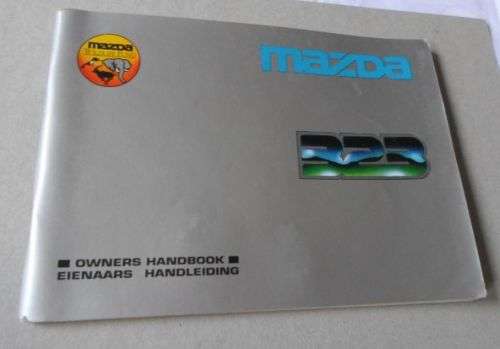 mazda
mazda
323
OWNERS HANDBOOK
EIENAARS HANDLEIDING